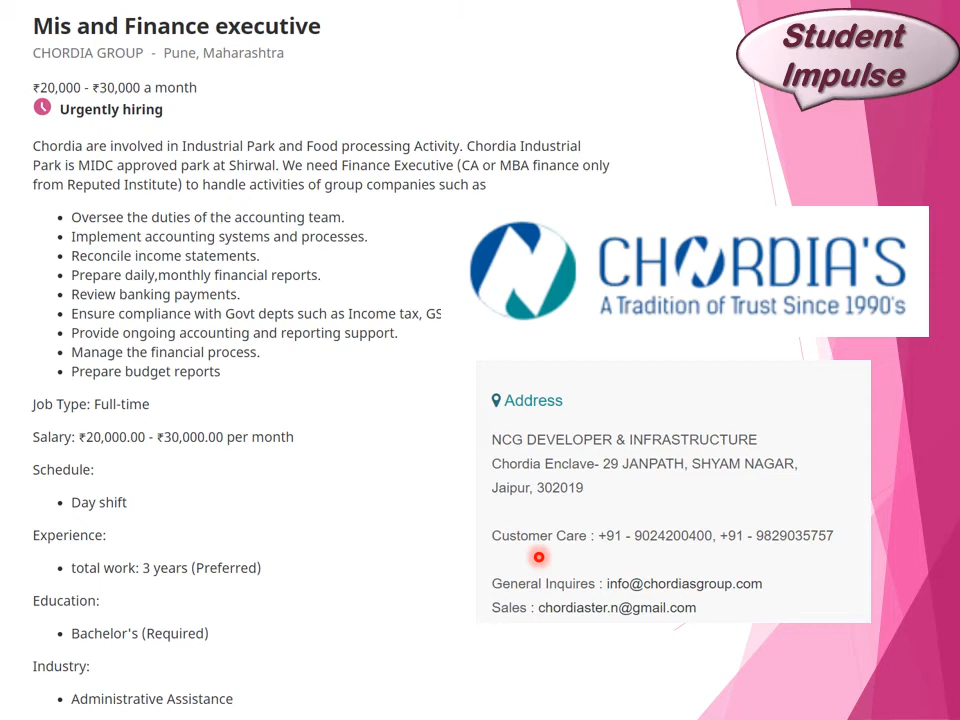 Mis and Finance executive
CHORDIA GROUP - Pune, Maharashtra
₹20,000 - ₹30,000 a month
Urgently hiring
Chordia are involved in Industrial Park and Food processing Activity. Chordia Industrial
Park is MIDC approved park at Shirwal. We need Finance Executive (CA or MBA finance only
from Reputed Institute) to handle activities of group companies such as
• Oversee the duties of the accounting team.
• Implement accounting systems and processes.
• Reconcile income statements.
• Prepare daily,monthly financial reports.
• Review banking payments.
• Ensure compliance with Govt depts such as Income tax, GS
• Provide ongoing accounting and reporting support.
• Manage the financial process.
• Prepare budget reports
Job Type: Full-time
Salary: ₹20,000.00 - ₹30,000.00 per month
Schedule:
• Day shift
Experience:
• total work: 3 years (Preferred)
Education:
• Bachelor's (Required)
Industry:
• Administrative Assistance
Student
Impulse
CHORDIA'S
A Tradition of Trust Since 1990's
Address
NCG DEVELOPER & INFRASTRUCTURE
Chordia Enclave- 29 JANPATH, SHYAM NAGAR,
Jaipur, 302019
Customer Care : +91 - 9024200400, +91 - 9829035757
General Inquires : info@chordiasgroup.com
Sales : chordiaster.n@gmail.com